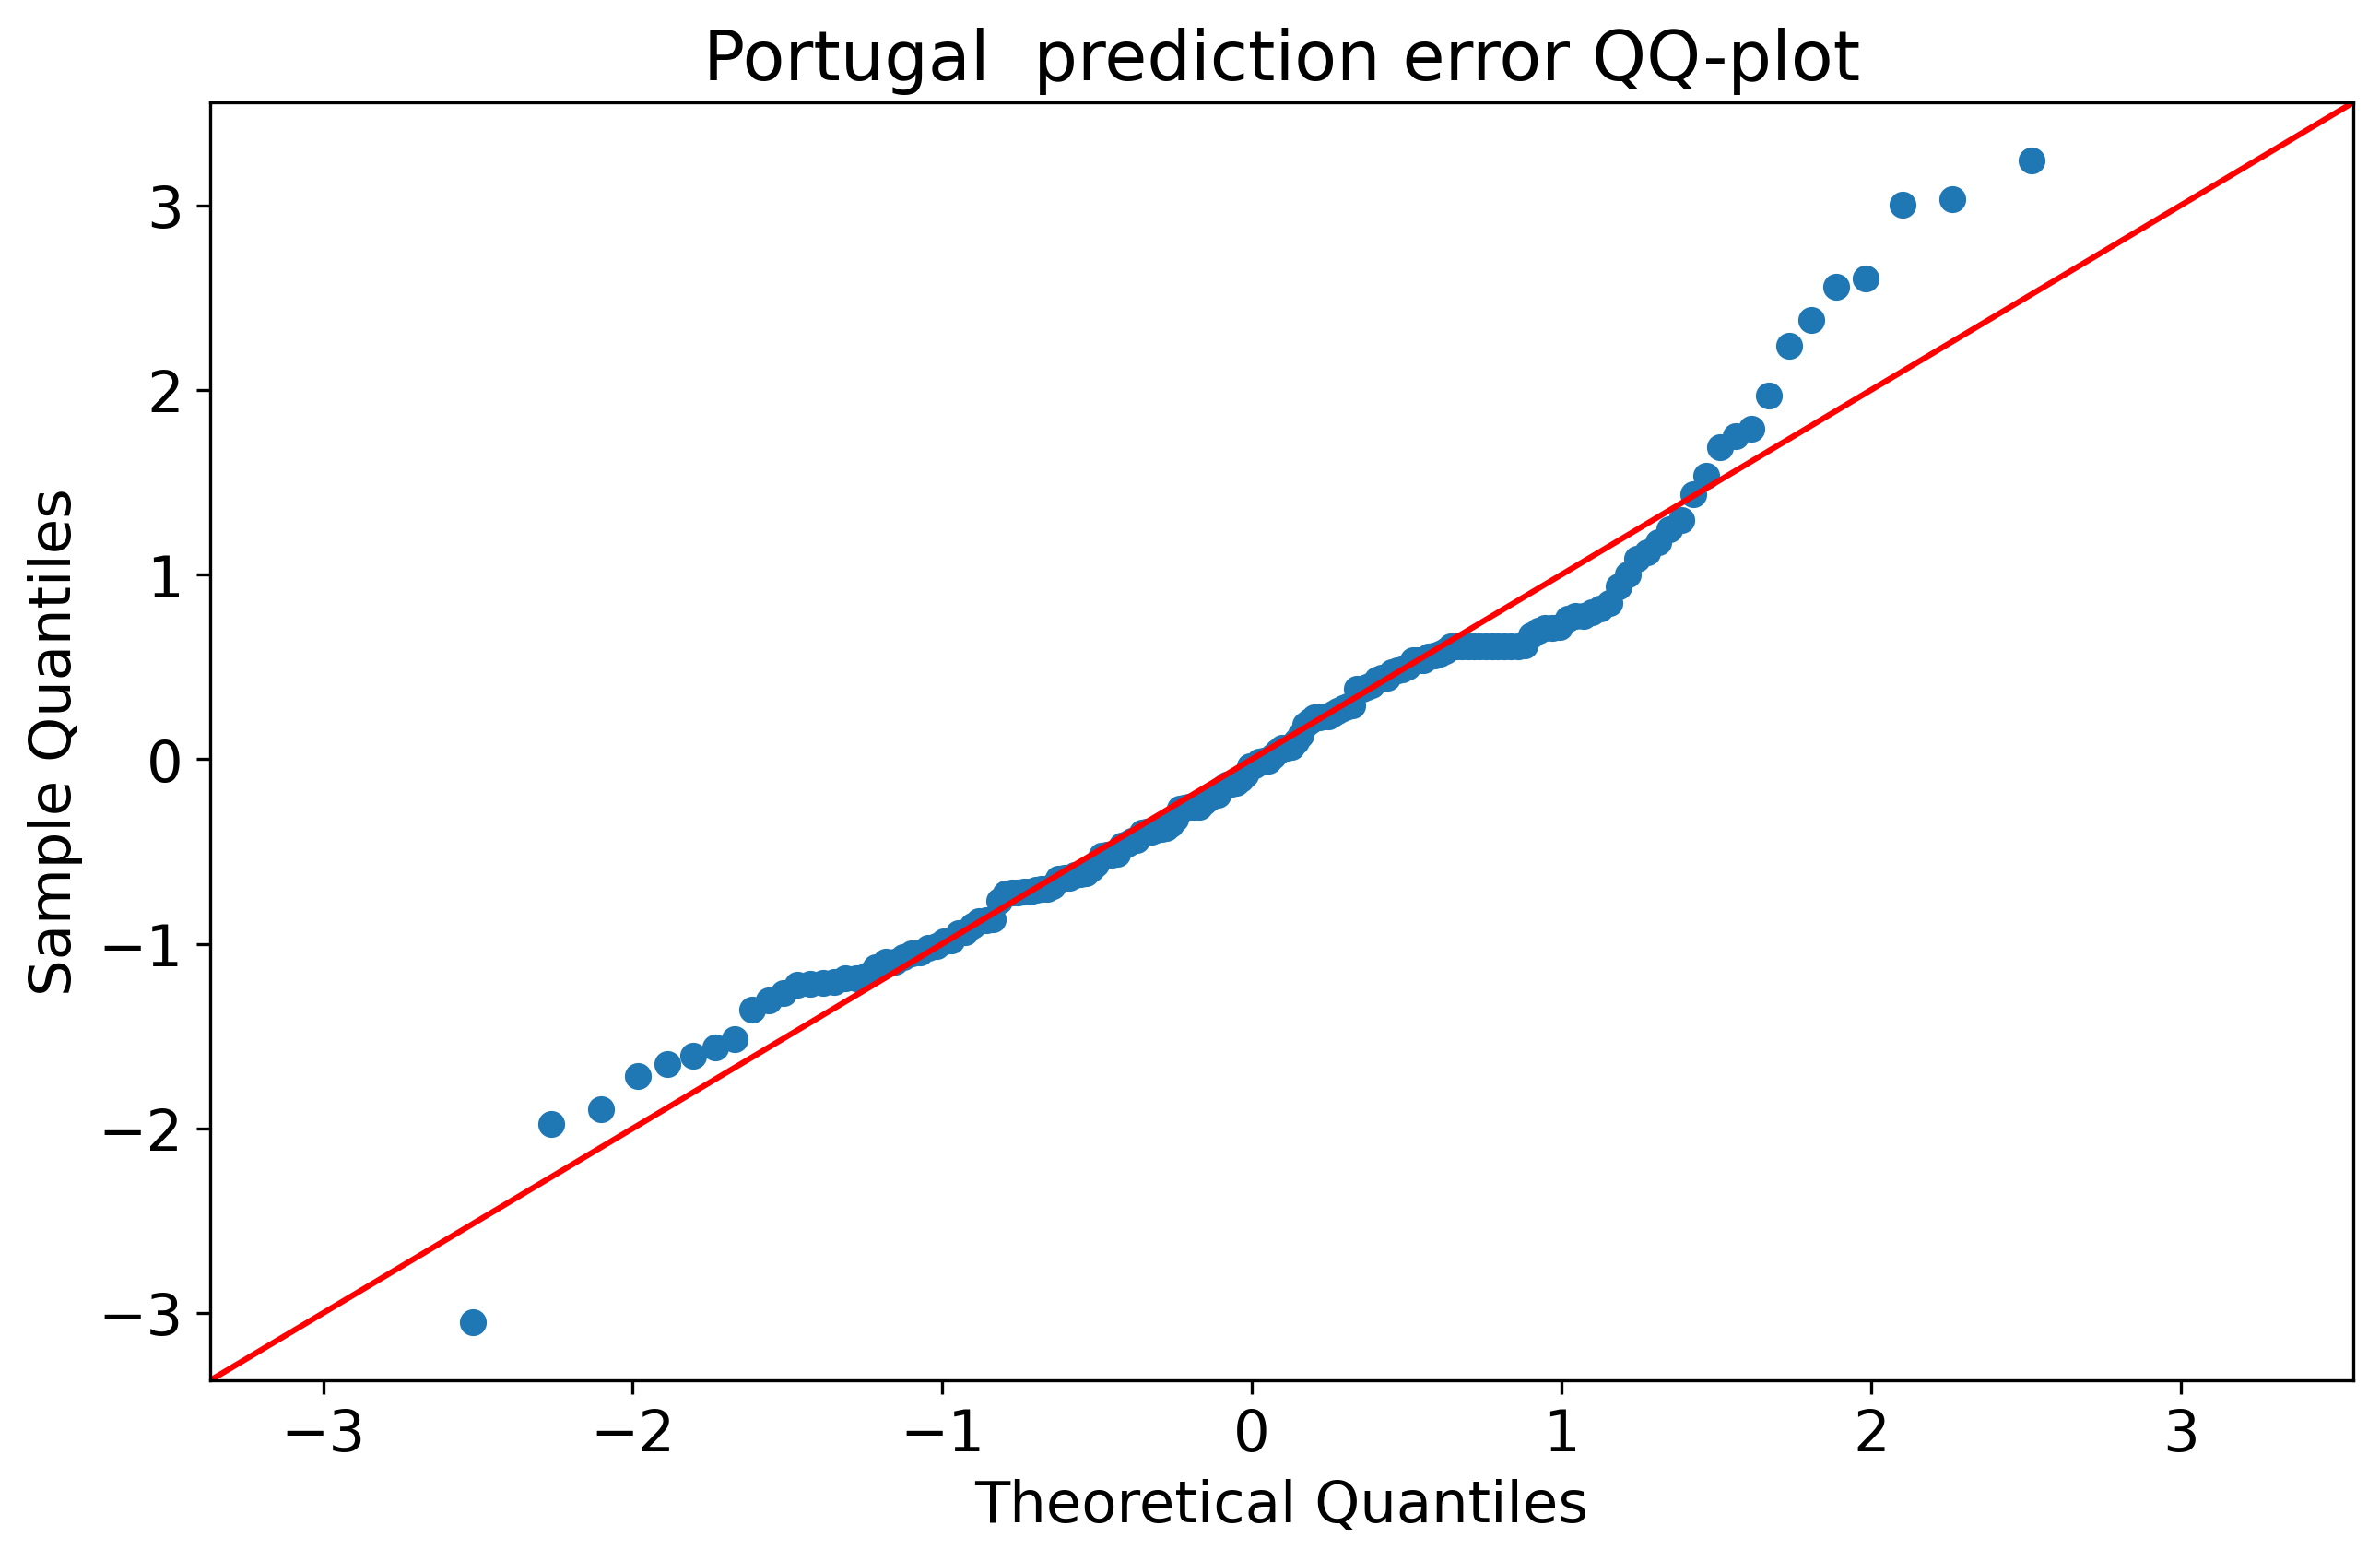 Portugal  prediction error QQ-plot
Sample Quantiles
3
2
1
0
−1
−2
−3
−3 −2 −1 0 1 2 3
Theoretical Quantiles